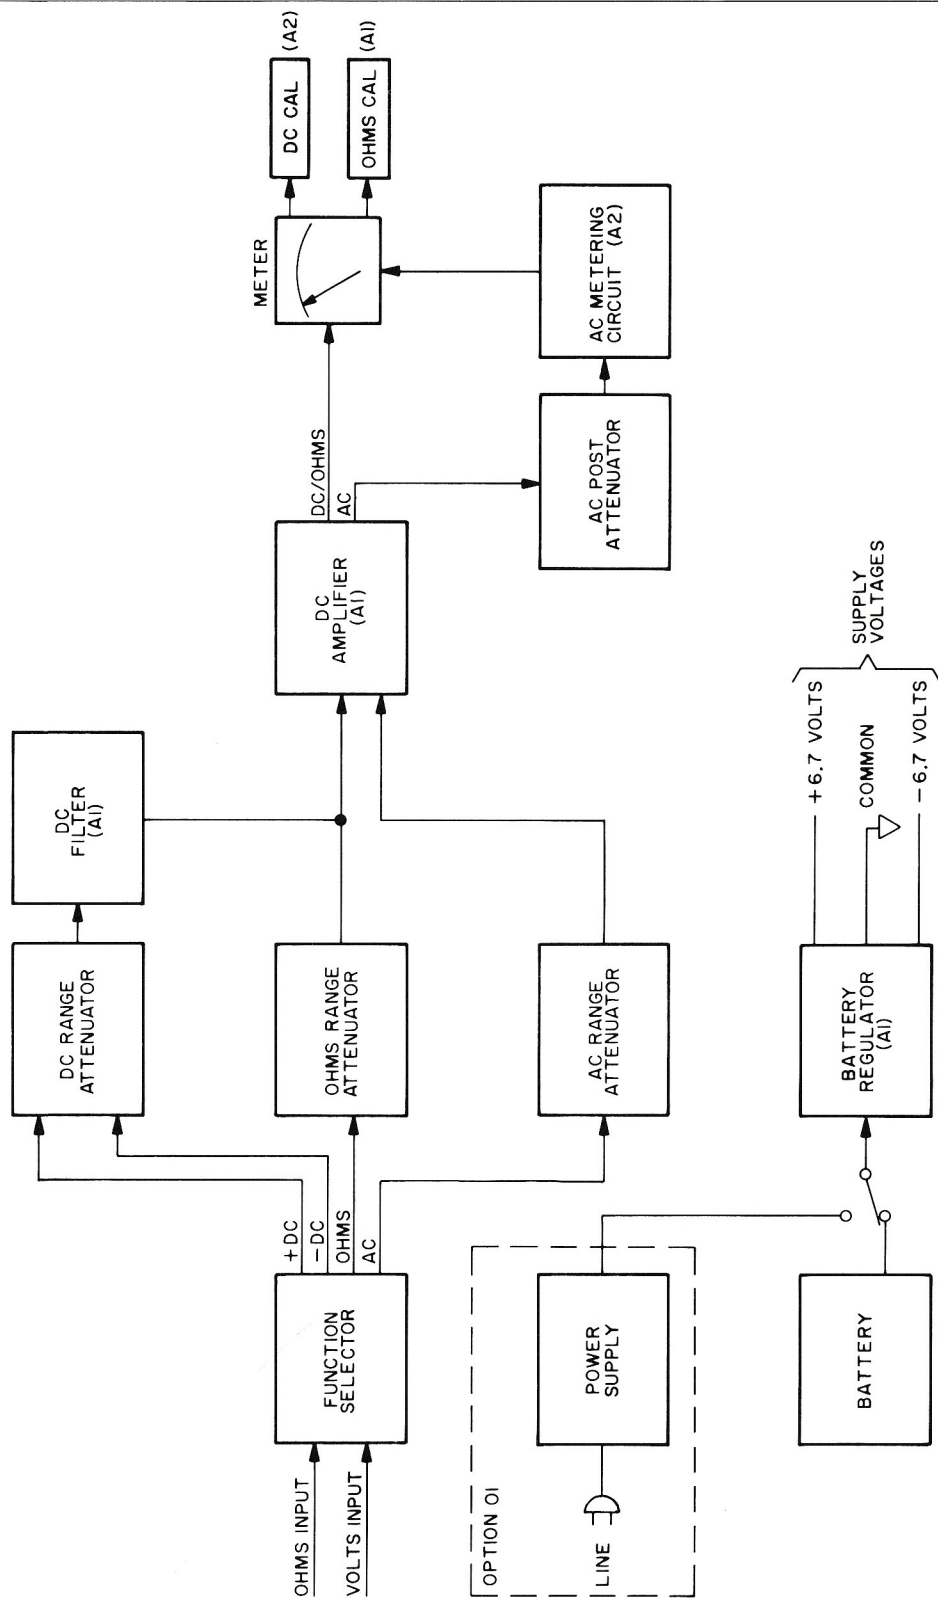 OHMS INPUT
VOLTS INPUT
FUNCTION
SELECTOR
+DC
-DC
OHMS
AC
DC RANGE
ATTENUATOR
DC
FILTER
(A1)
OHMS RANGE
ATTENUATOR
AC RANGE
ATTENUATOR
DC
AMPLIFIER
(A1)
DC/OHMS
AC
METER
DC CAL
(A2)
OHMS CAL
(A1)
AC POST
ATTENUATOR
AC METERING
CIRCUIT (A2)
OPTION 01
LINE
POWER
SUPPLY
BATTERY
BATTERY
REGULATOR
(A1)
+6.7 VOLTS
COMMON
-6.7 VOLTS
SUPPLY
VOLTAGES